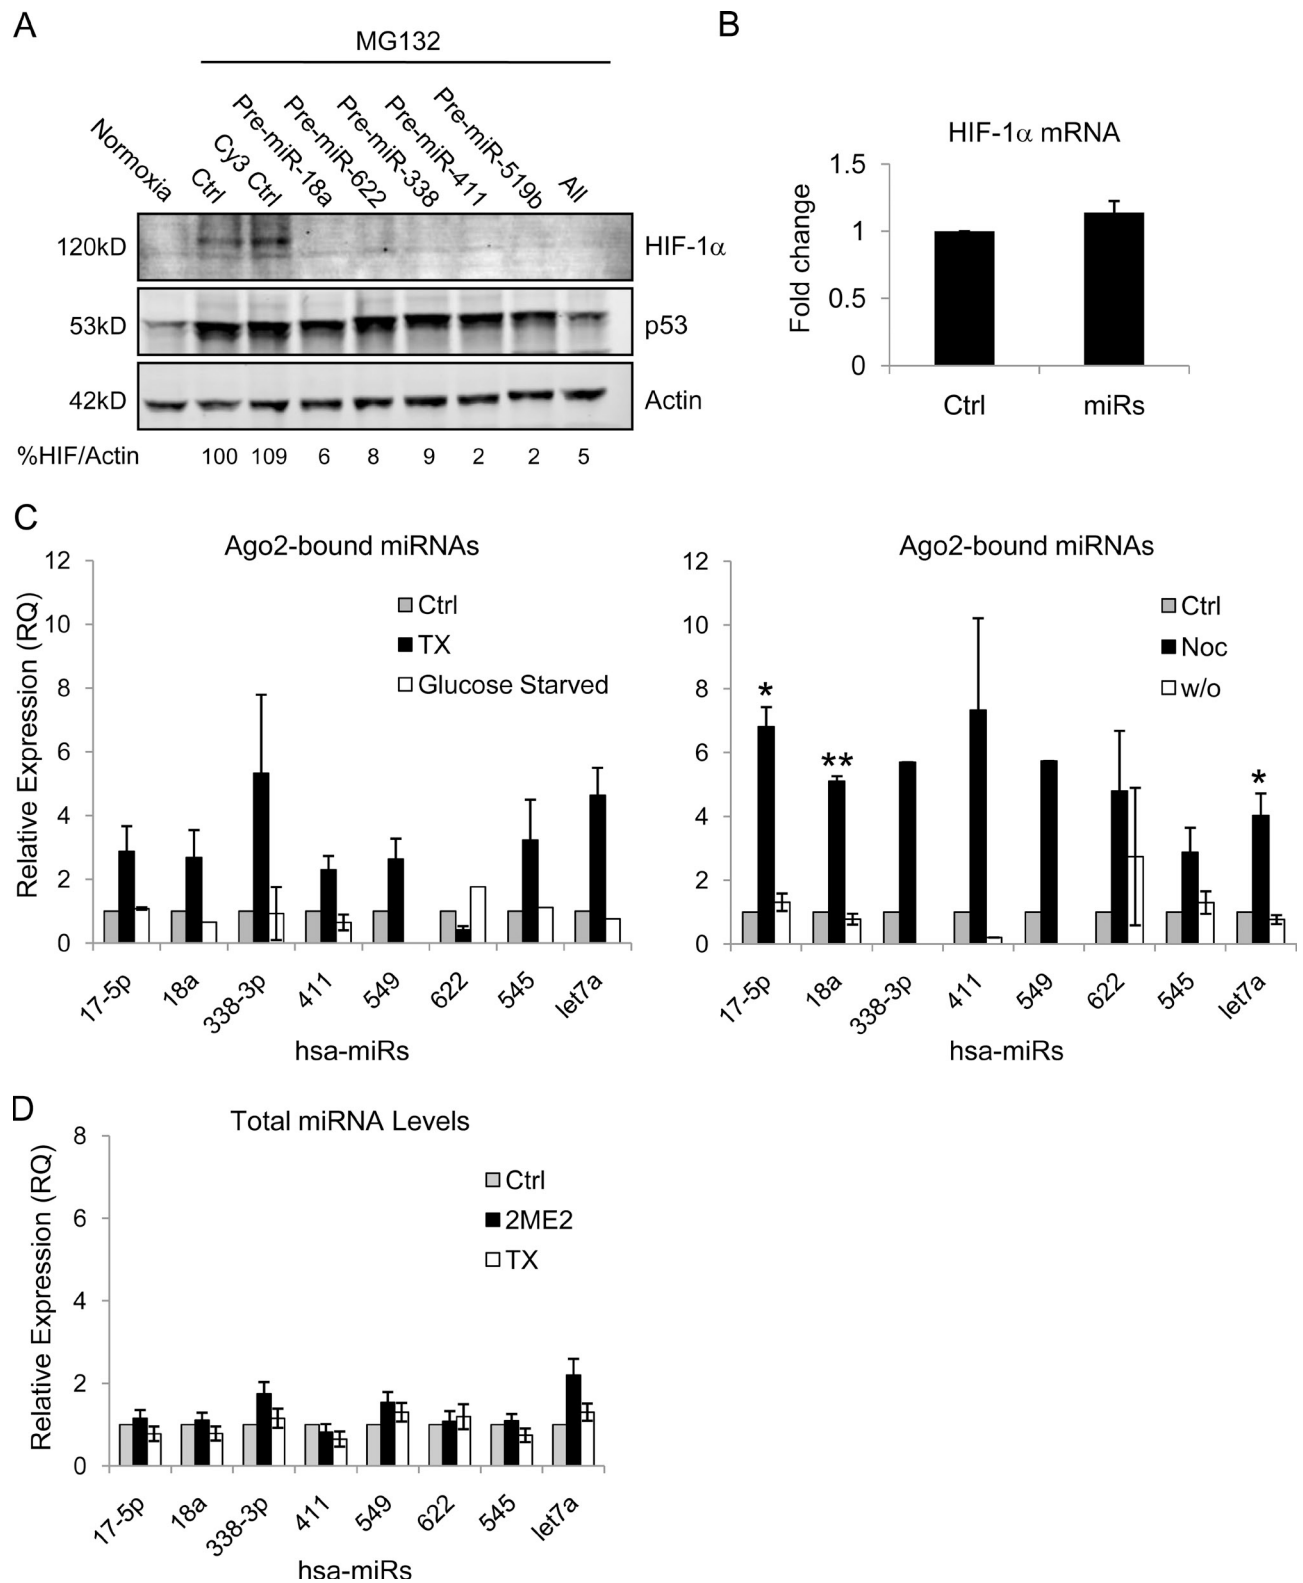 A
MG132
Normoxia
Ctrl
Cy3 Ctrl
Pre-miR-18a
Pre-miR-622
Pre-miR-338
Pre-miR-411
Pre-miR-519b
All
120kD
HIF-1α
53kD
p53
42kD
Actin
%HIF/Actin 100 109 6 8 9 2 2 5
B
HIF-1α mRNA
Fold change
1.5
1
0.5
0
Ctrl miRs
C
Ago2-bound miRNAs
Relative Expression (RQ)
12
10
8
6
4
2
0
Ctrl
TX
Glucose Starved
17-5p 18a 338-3p 411 549 622 545 let7a
hsa-miRs
Ago2-bound miRNAs
12
10
8
6
4
2
0
Ctrl
Noc
w/o
*
**
*
17-5p 18a 338-3p 411 549 622 545 let7a
hsa-miRs
D
Total miRNA Levels
Relative Expression (RQ)
8
6
4
2
0
Ctrl
2ME2
TX
17-5p 18a 338-3p 411 549 622 545 let7a
hsa-miRs